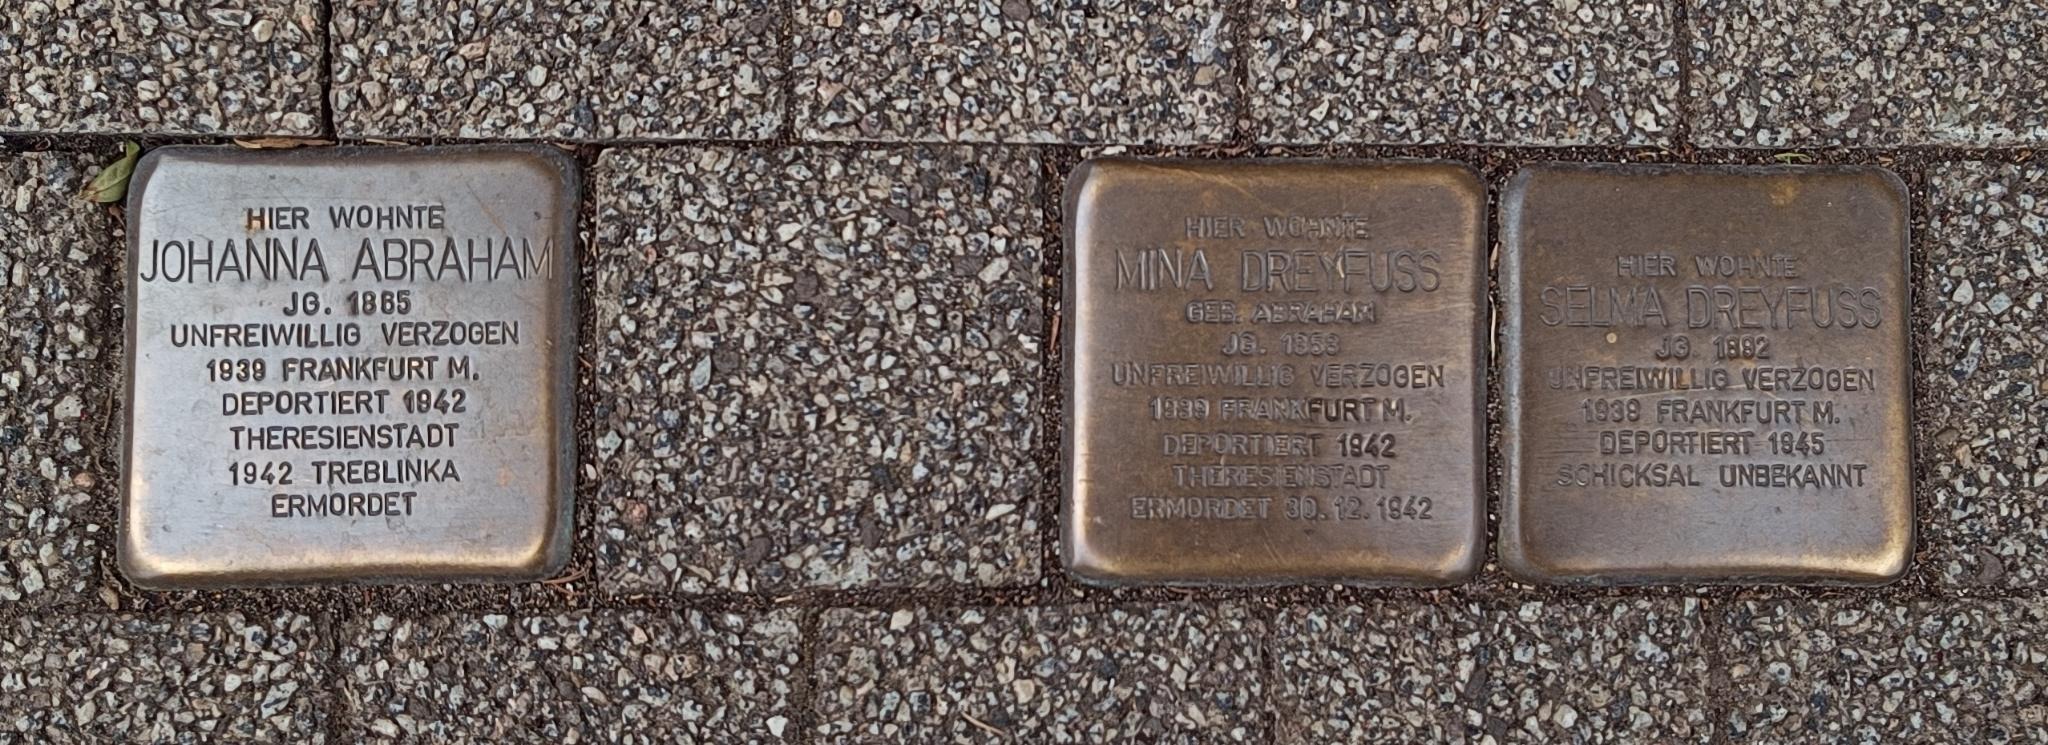 HIER WOHNTE
JOHANNA ABRAHAM
JG. 1865
UNFREIWILLIG VERZOGEN
1939 FRANKFURT M.
DEPORTIERT 1942
THERESIENSTADT
1942 TREBLINKA
ERMORDET
HIER WOHNTE
MINA DREYFUSS
GEB. ABRAHAM
JG. 1858
UNFREIWILLIG VERZOGEN
1939 FRANKFURT M.
DEPORTIERT 1942
THERESIENSTADT
ERMORDET 30.12.1942
HIER WOHNTE
SELMA DREYFUSS
JG. 1892
UNFREIWILLIG VERZOGEN
1939 FRANKFURT M.
DEPORTIERT 1945
SCHICKSAL UNBEKANNT